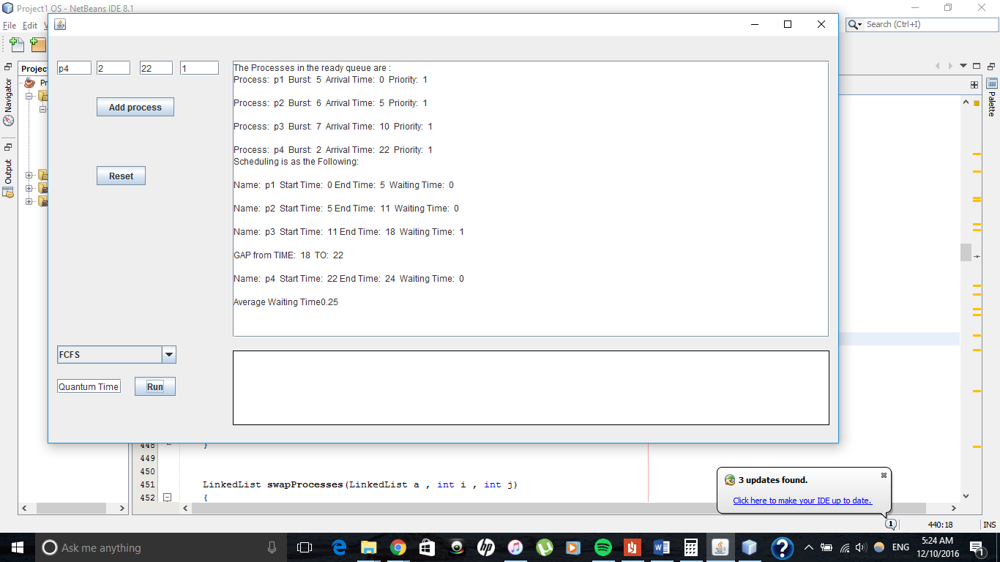 Project1 OS - NetBeans IDE 8.1
File Edit
Search (Ctrl+I)
Navigator
Output
Palette
p4 2 22 1
Add process
Reset
The Processes in the ready queue are :
Process: p1 Burst: 5 Arrival Time: 0 Priority: 1
Process: p2 Burst: 6 Arrival Time: 5 Priority: 1
Process: p3 Burst: 7 Arrival Time: 10 Priority: 1
Process: p4 Burst: 2 Arrival Time: 22 Priority: 1
Scheduling is as the Following:
Name: p1 Start Time: 0 End Time: 5 Waiting Time: 0
Name: p2 Start Time: 5 End Time: 11 Waiting Time: 0
Name: p3 Start Time: 11 End Time: 18 Waiting Time: 1
GAP from TIME: 18 TO: 22
Name: p4 Start Time: 22 End Time: 24 Waiting Time: 0
Average Waiting Time0.25
FCFS
Quantum Time Run
448 }
449
450
451 LinkedList swapProcesses(LinkedList a , int i , int j)
452 {
3 updates found.
Click here to make your IDE up to date.
1
440:18 INS
Ask me anything
hp
ENG
5:24 AM
12/10/2016
1